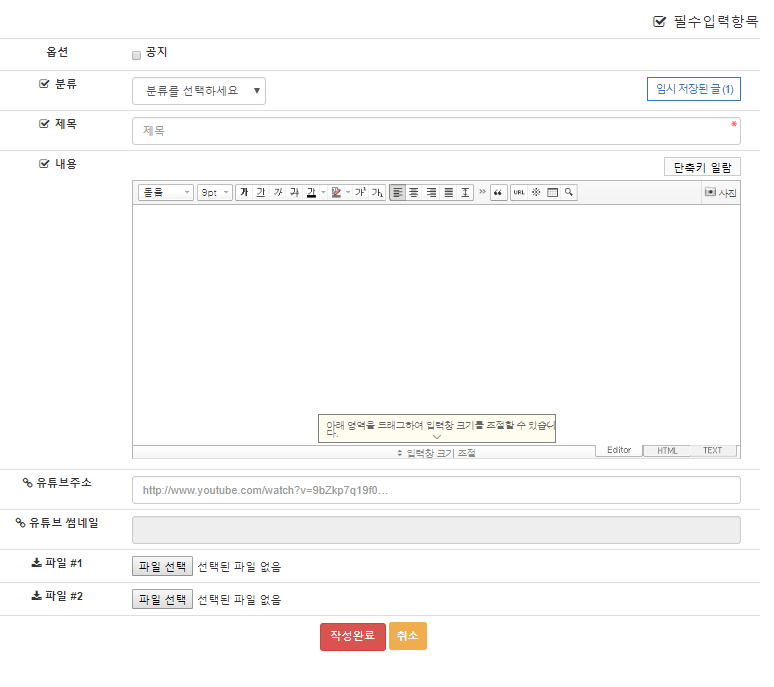 필수입력항목
옵션 공지
분류 분류를 선택하세요 임시 저장된 글 (1)
제목 제목 *
내용 단축키 일람
돋움 9pt 가 가 가 가 가 가¹ 가₁ » “ URL ※ 사진
아래 영역을 드래그하여 입력창 크기를 조절할 수 있습니
다.
입력창 크기 조절 Editor HTML TEXT
유튜브주소 http://www.youtube.com/watch?v=9bZkp7q19f0...
유튜브 썸네일
파일 #1 파일 선택 선택된 파일 없음
파일 #2 파일 선택 선택된 파일 없음
작성완료 취소